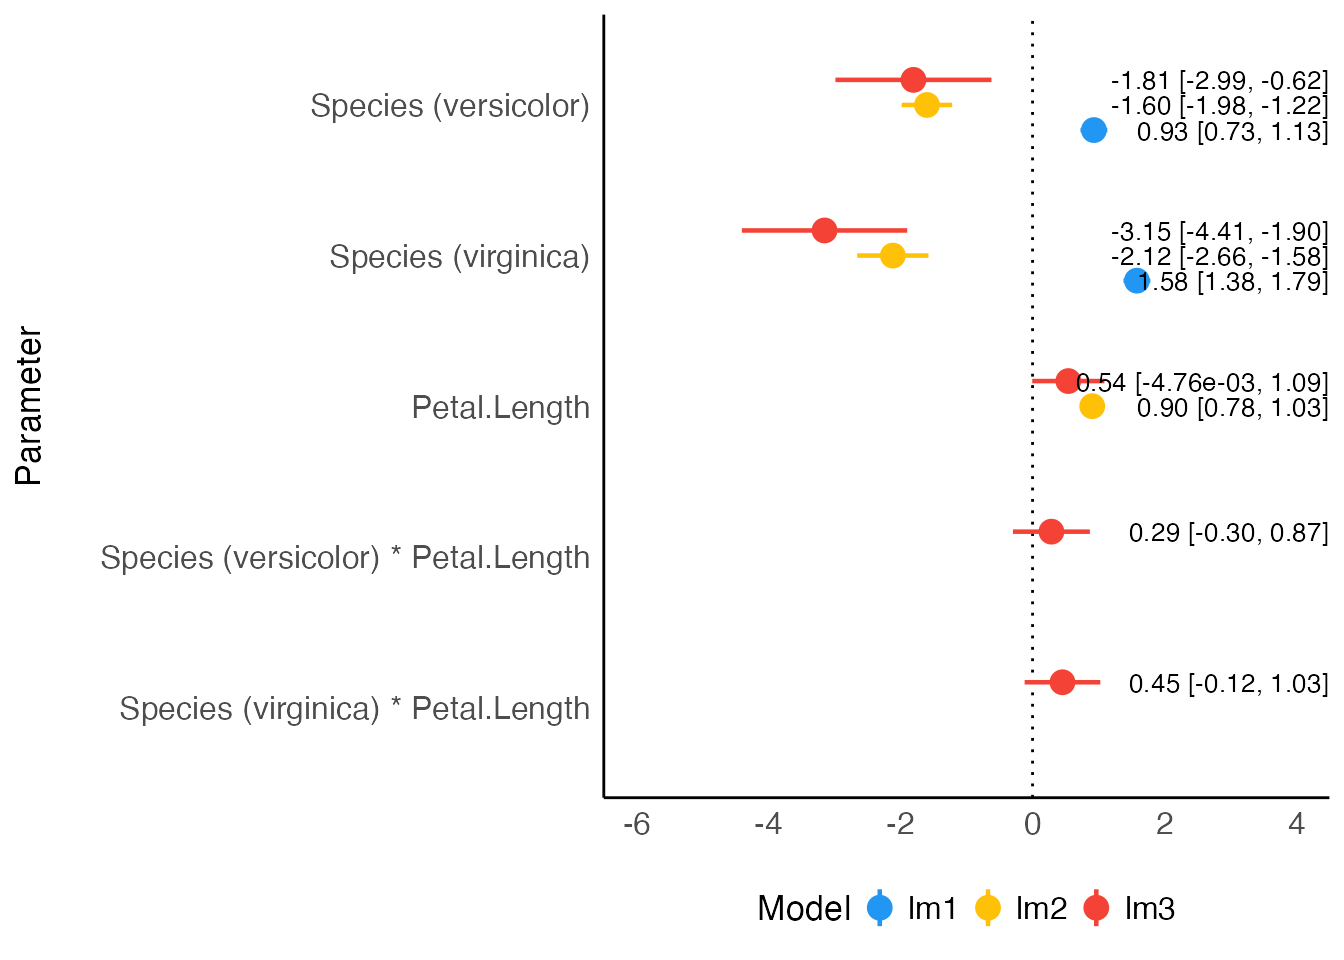 Species (versicolor)
-1.81 [-2.99, -0.62]
-1.60 [-1.98, -1.22]
0.93 [0.73, 1.13]
Species (virginica)
-3.15 [-4.41, -1.90]
-2.12 [-2.66, -1.58]
1.58 [1.38, 1.79]
Petal.Length
0.54 [-4.76e-03, 1.09]
0.90 [0.78, 1.03]
Species (versicolor) * Petal.Length
0.29 [-0.30, 0.87]
Species (virginica) * Petal.Length
0.45 [-0.12, 1.03]
Parameter
-6 -4 -2 0 2 4
Model lm1 lm2 lm3